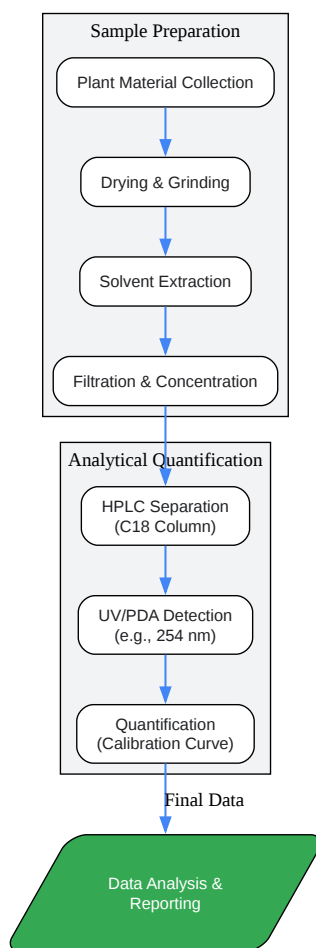 Sample Preparation
Plant Material Collection
Drying & Grinding
Solvent Extraction
Filtration & Concentration
Analytical Quantification
HPLC Separation
(C18 Column)
UV/PDA Detection
(e.g., 254 nm)
Quantification
(Calibration Curve)
Final Data
Data Analysis &
Reporting